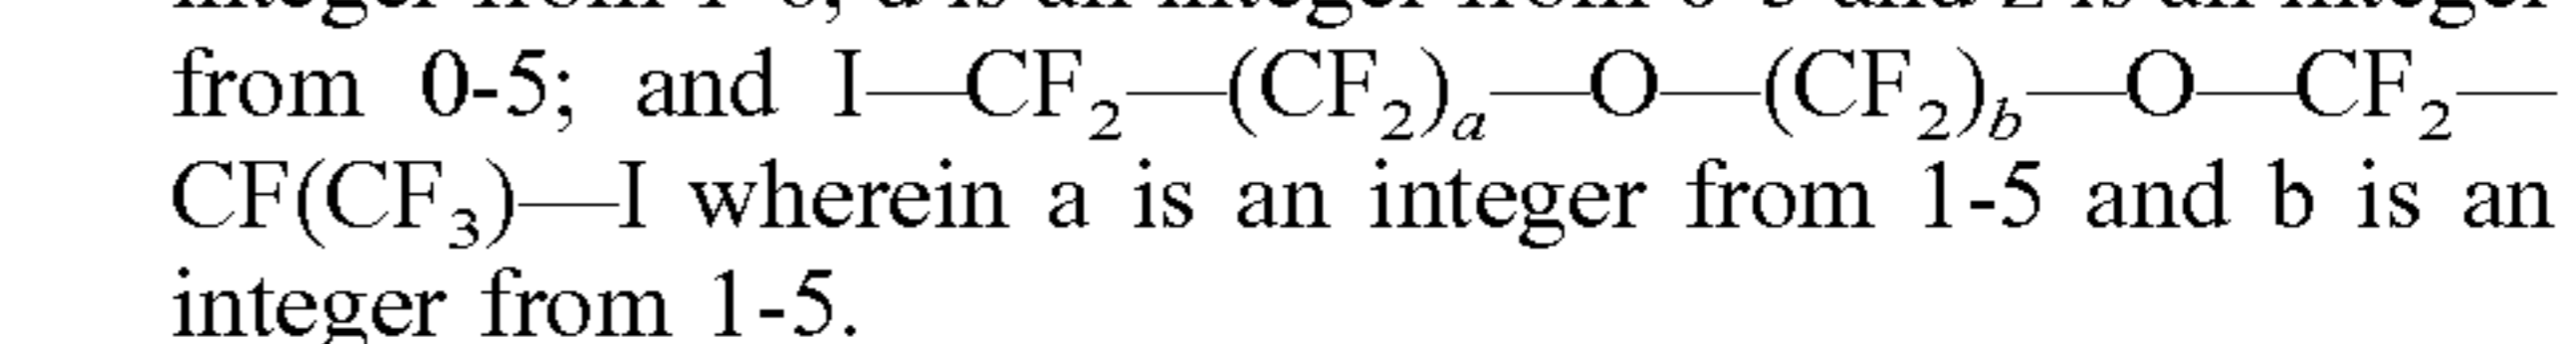 from 0-5; and I—CF₂—(CF₂)ₐ—O—(CF₂)_b—O—CF₂—
CF(CF₃)—I wherein a is an integer from 1-5 and b is an
integer from 1-5.